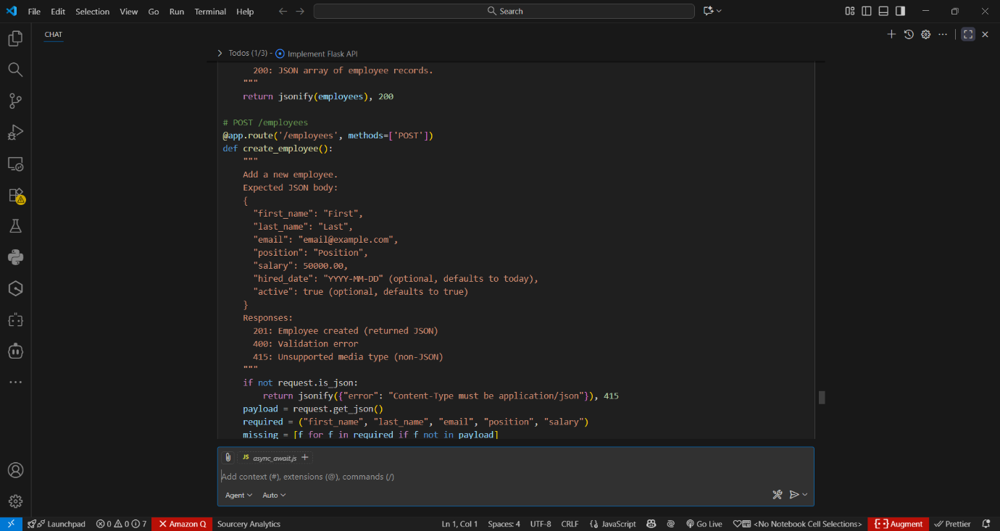 File Edit Selection View Go Run Terminal Help
Search
CHAT
Todos (1/3) - Implement Flask API
200: JSON array of employee records.
"""
return jsonify(employees), 200
# POST /employees
@app.route('/employees', methods=['POST'])
def create_employee():
"""
Add a new employee.
Expected JSON body:
{
"first_name": "First",
"last_name": "Last",
"email": "email@example.com",
"position": "Position",
"salary": 50000.00,
"hired_date": "YYYY-MM-DD" (optional, defaults to today),
"active": true (optional, defaults to true)
}
Responses:
201: Employee created (returned JSON)
400: Validation error
415: Unsupported media type (non-JSON)
"""
if not request.is_json:
return jsonify({"error": "Content-Type must be application/json"}), 415
payload = request.get_json()
required = ("first_name", "last_name", "email", "position", "salary")
missing = [f for f in required if f not in payload]
JS async_await.js +
Add context (#), extensions (@), commands (/)
Agent Auto
Launchpad 0 0 7 Amazon Q Sourcery Analytics Ln 1, Col 1 Spaces: 4 UTF-8 CRLF {} JavaScript Go Live <No Notebook Cell Selections> Augment Prettier